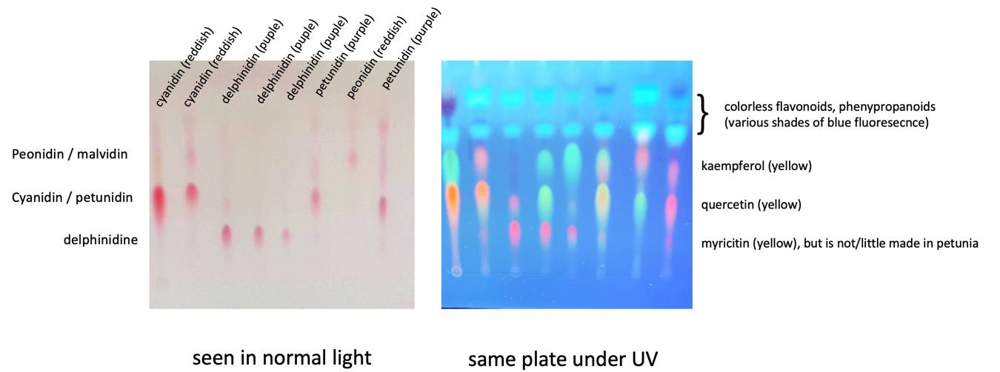 cyanidin (reddish)
cyanidin (reddish)
delphinidin (puple)
delphinidin (puple)
delphinidin (puple)
petunidin (purple)
peonidin (reddish)
petunidin (purple)
Peonidin / malvidin
Cyanidin / petunidin
delphinidine
}
colorless flavonoids, phenypropanoids
(various shades of blue fluoresecnce)
kaempferol (yellow)
quercetin (yellow)
myricitin (yellow), but is not/little made in petunia
seen in normal light
same plate under UV